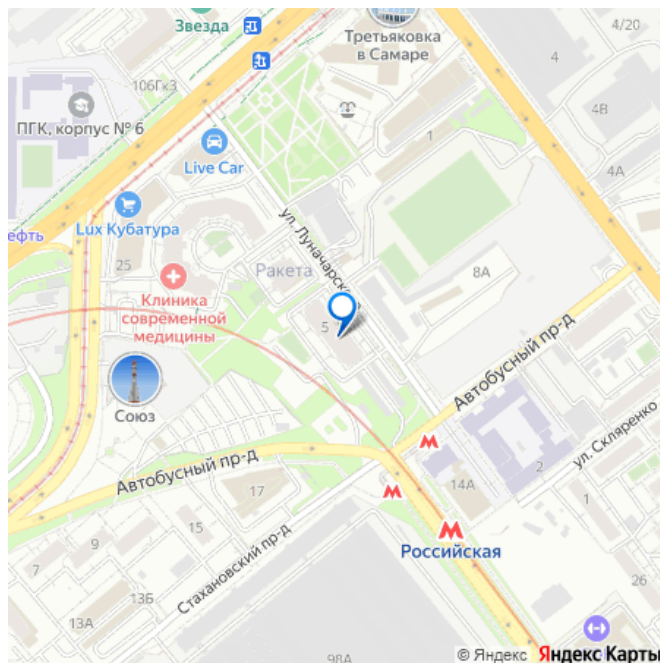 Звезда
Третьяковка
в Самаре
4/20
4
106Гк3
ПГК, корпус № 6
4В
1
Live Car
4А
ул. Луначарского
Lux Кубатура
ефть
25
Ракета
8А
Клиника
современной
медицины
5
Автобусный пр-д
Союз
ул. Скляренко
Автобусный пр-д
2
17
14А
1
15
Российская
9
Стахановский пр-д
7
13Б
26
13А
98А
© Яндекс Яндекс Карты